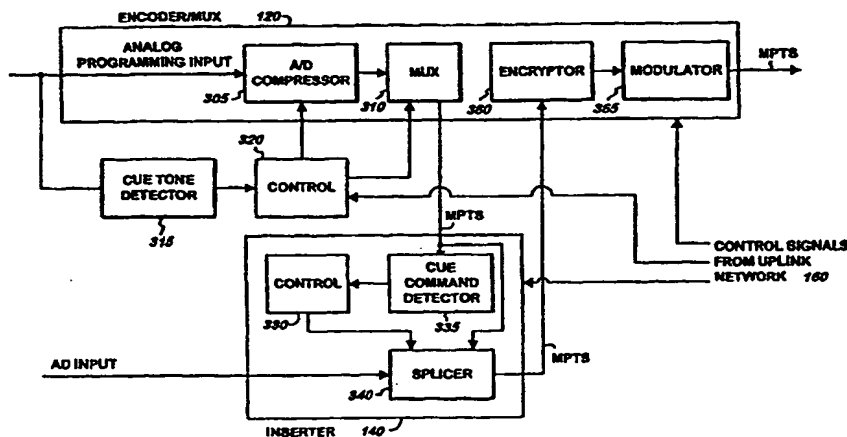 ENCODER/MUX 120
ANALOG
PROGRAMMING INPUT
A/D
COMPRESSOR
305
MUX
310
ENCRYPTOR
360
MODULATOR
365
MPTS
320
CUE TONE
DETECTOR
315
CONTROL
MPTS
CONTROL SIGNALS
FROM UPLINK
NETWORK 160
CONTROL
330
CUE
COMMAND
DETECTOR
335
AD INPUT
SPLICER
340
MPTS
INSERTER 140